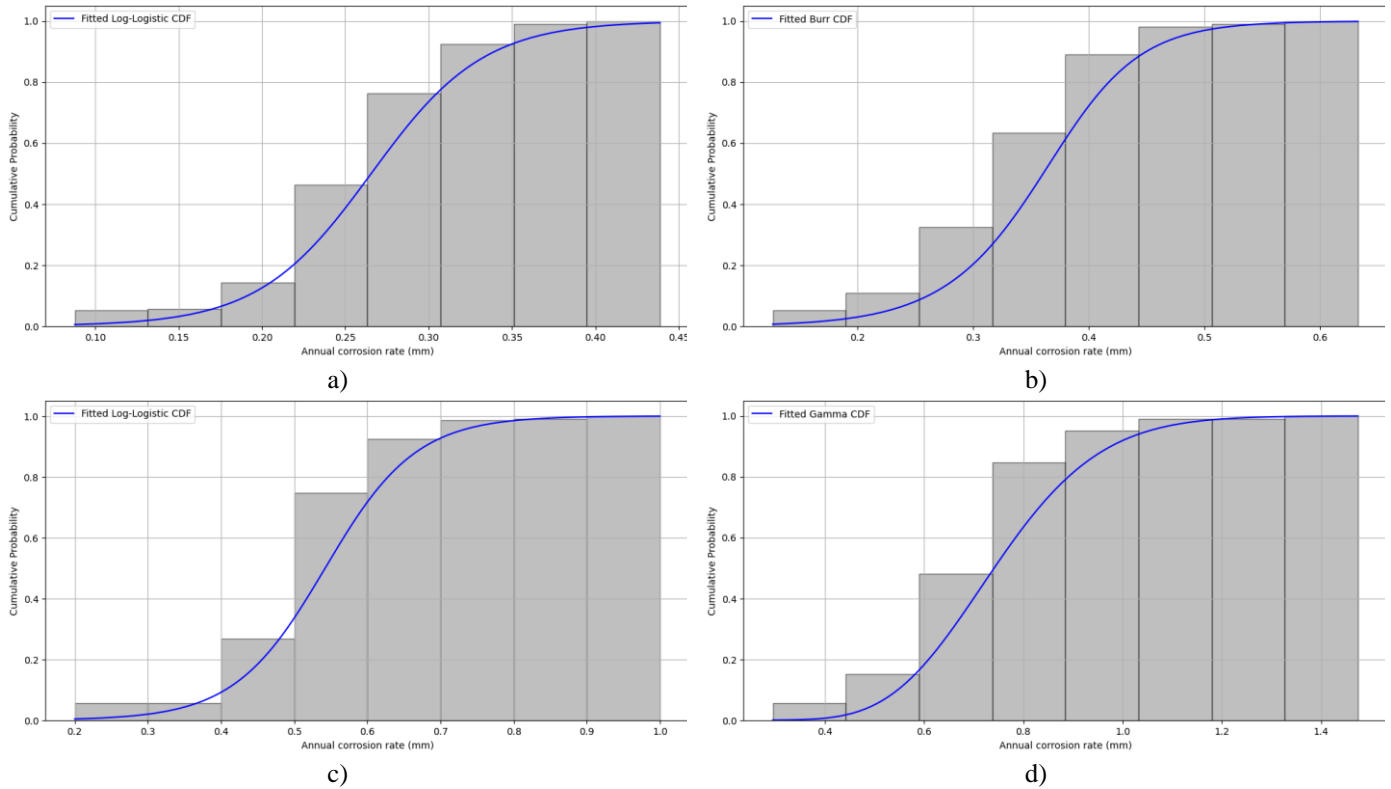 Fitted Log-Logistic CDF
1.0
0.8
0.6
0.4
0.2
0.0
Cumulative Probability
0.10 0.15 0.20 0.25 0.30 0.35 0.40 0.45
Annual corrosion rate (mm)
a)
Fitted Burr CDF
1.0
0.8
0.6
0.4
0.2
0.0
Cumulative Probability
0.2 0.3 0.4 0.5 0.6
Annual corrosion rate (mm)
b)
Fitted Log-Logistic CDF
1.0
0.8
0.6
0.4
0.2
0.0
Cumulative Probability
0.2 0.3 0.4 0.5 0.6 0.7 0.8 0.9 1.0
Annual corrosion rate (mm)
c)
Fitted Gamma CDF
1.0
0.8
0.6
0.4
0.2
0.0
Cumulative Probability
0.4 0.6 0.8 1.0 1.2 1.4
Annual corrosion rate (mm)
d)